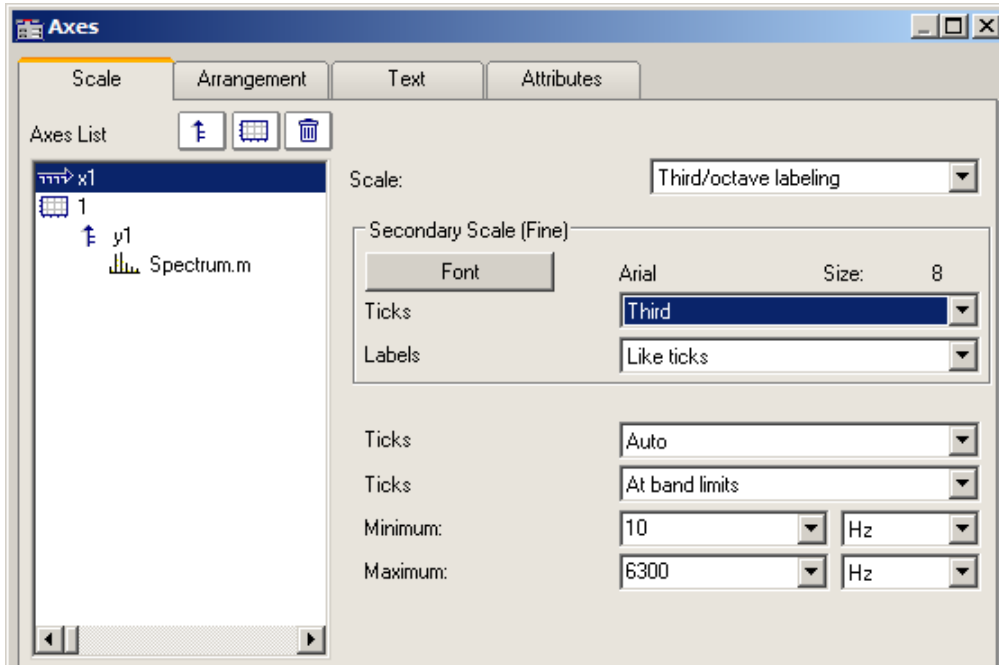 Axes
Scale Arrangement Text Attributes
Axes List
x1
1
y1
Spectrum.m
Scale: Third/octave labeling
Secondary Scale (Fine)
Font Arial Size: 8
Ticks Third
Labels Like ticks
Ticks Auto
Ticks At band limits
Minimum: 10 Hz
Maximum: 6300 Hz